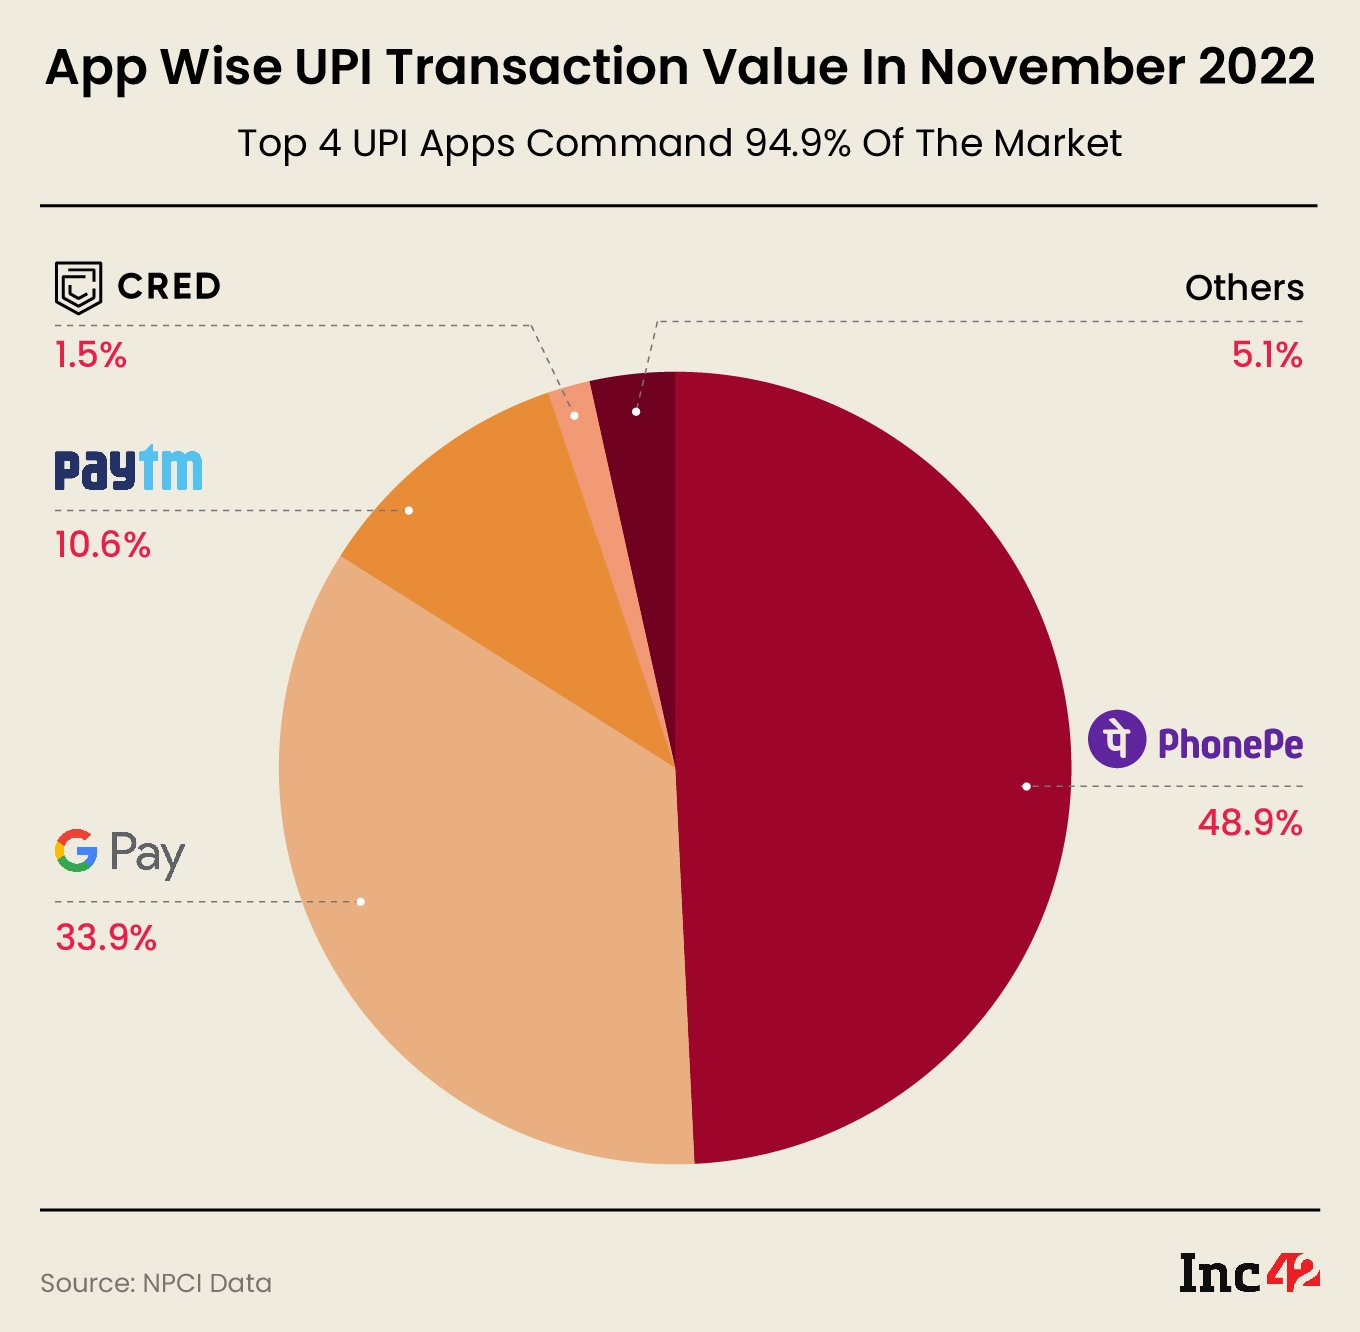 App Wise UPI Transaction Value In November 2022
Top 4 UPI Apps Command 94.9% Of The Market
CRED
1.5%
Others
5.1%
paytm
10.6%
पे PhonePe
48.9%
G Pay
33.9%
Source: NPCI Data
Inc42